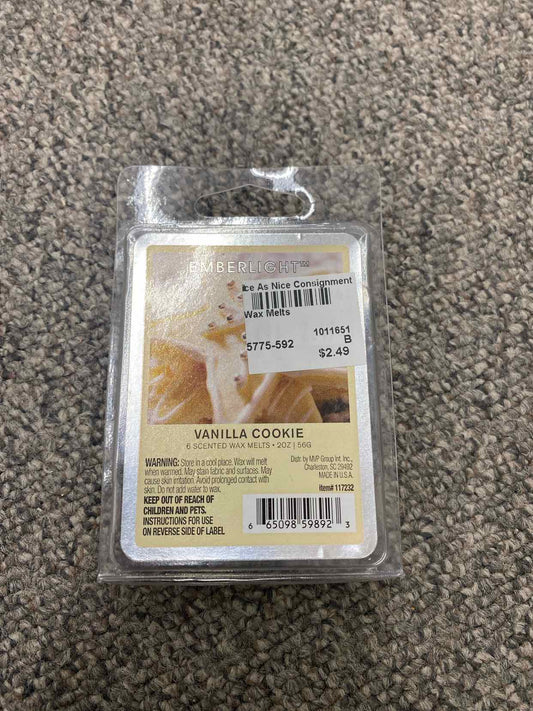 EMBERLIGHT™
ice As Nice Consignment
Wax Melts
1011651
5775-592
B
$2.49
VANILLA COOKIE
6 SCENTED WAX MELTS • 2OZ | 56G
WARNING: Store in a cool place. Wax will melt
when warmed. May stain fabric and surfaces. May
cause skin irritation. Avoid prolonged contact with
skin. Do not add water to wax.
KEEP OUT OF REACH OF
CHILDREN AND PETS.
INSTRUCTIONS FOR USE
ON REVERSE SIDE OF LABEL
Distr. by MVP Group Int. Inc.,
Charleston, SC 29492
MADE IN U.S.A.
item# 117232
6 65098 59892 3